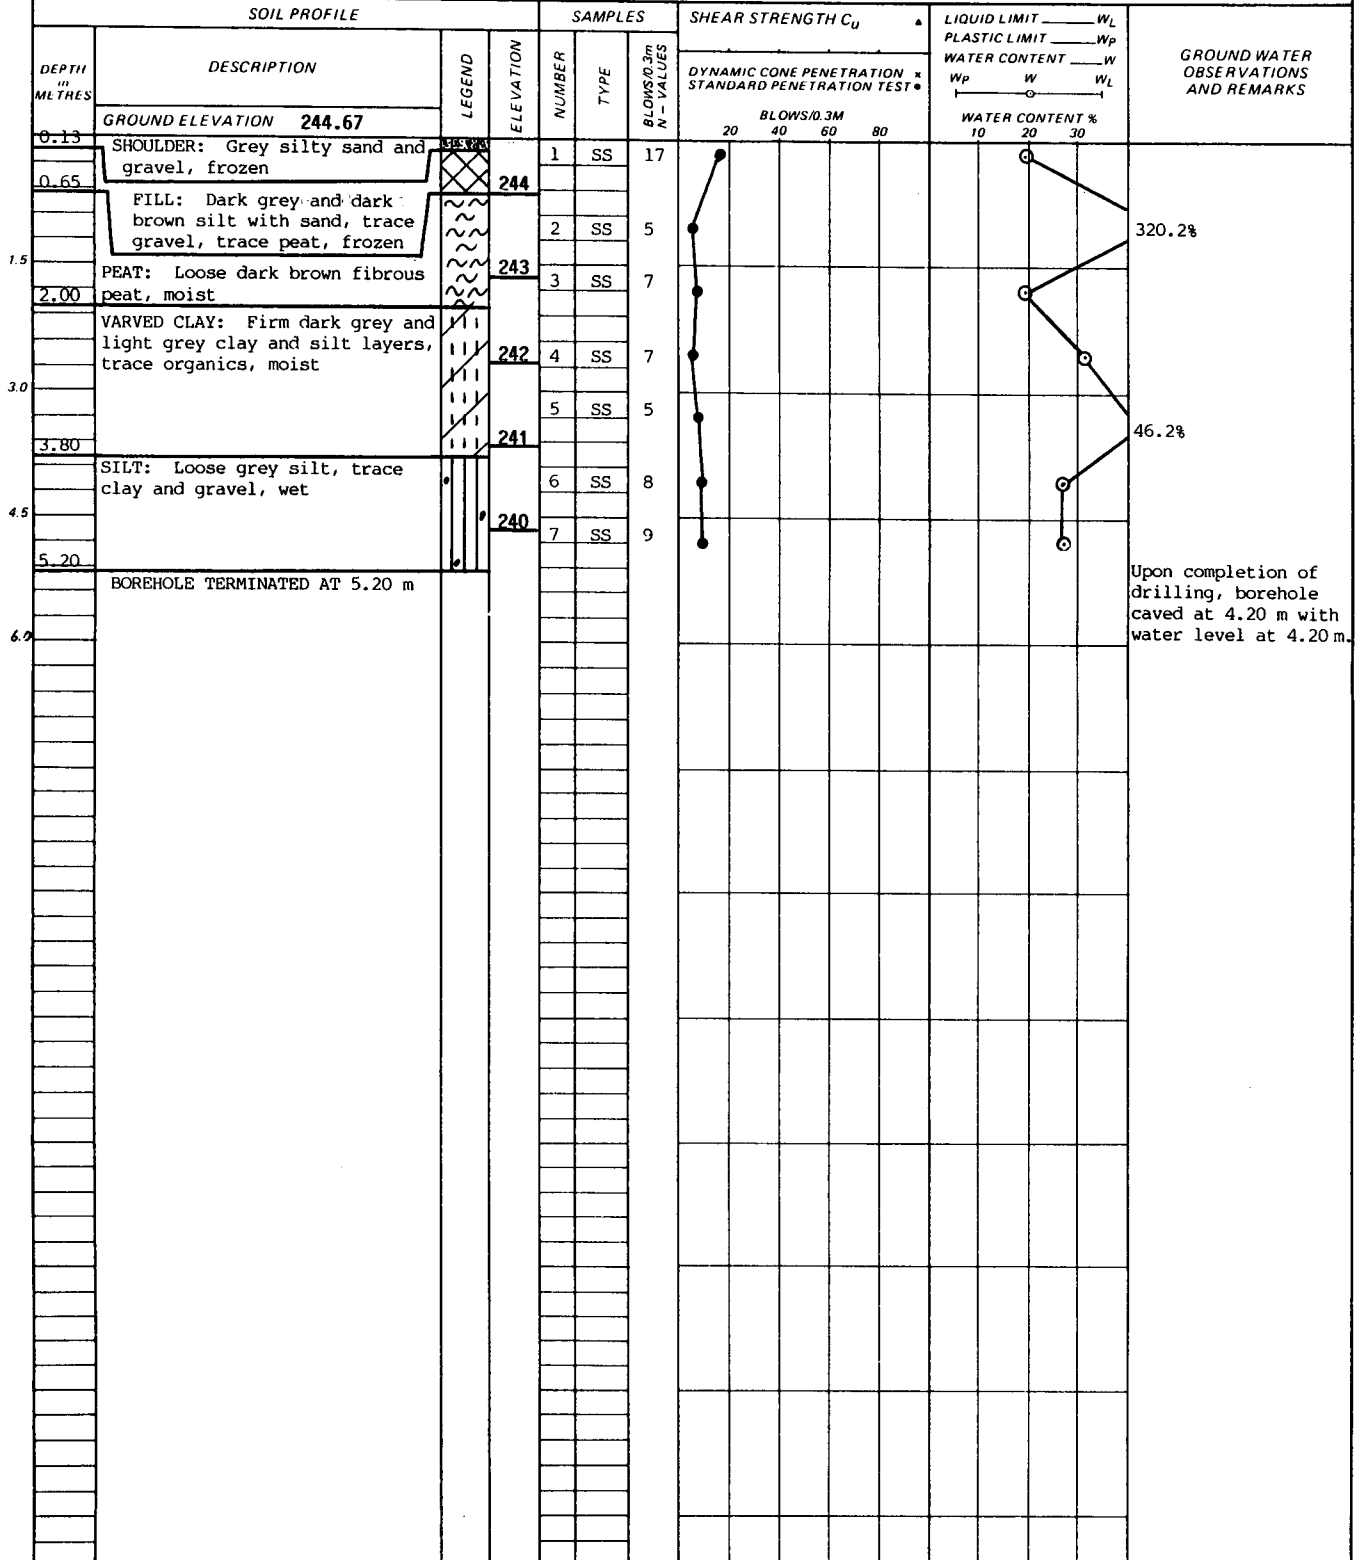 SOIL PROFILE
SAMPLES
SHEAR STRENGTH Cu ▲
LIQUID LIMIT ______ WL
PLASTIC LIMIT ______ WP
WATER CONTENT ____ W
WP W WL
GROUND WATER
OBSERVATIONS
AND REMARKS
DEPTH
in
METRES
DESCRIPTION
LEGEND
ELEVATION
NUMBER
TYPE
BLOWS/0.3m
N - VALUES
DYNAMIC CONE PENETRATION x
STANDARD PENETRATION TEST ●
BLOWS/0.3M
20 40 60 80
WATER CONTENT %
10 20 30
GROUND ELEVATION 244.67
0.13
SHOULDER: Grey silty sand and
gravel, frozen
1 SS 17
0.65
244
FILL: Dark grey and dark
brown silt with sand, trace
gravel, trace peat, frozen
2 SS 5
320.2%
1.5
PEAT: Loose dark brown fibrous
peat, moist
243
3 SS 7
2.00
VARVED CLAY: Firm dark grey and
light grey clay and silt layers,
trace organics, moist
242
4 SS 7
3.0
5 SS 5
46.2%
241
3.80
SILT: Loose grey silt, trace
clay and gravel, wet
6 SS 8
4.5
240
7 SS 9
5.20
BOREHOLE TERMINATED AT 5.20 m
Upon completion of
drilling, borehole
caved at 4.20 m with
water level at 4.20 m.
6.0